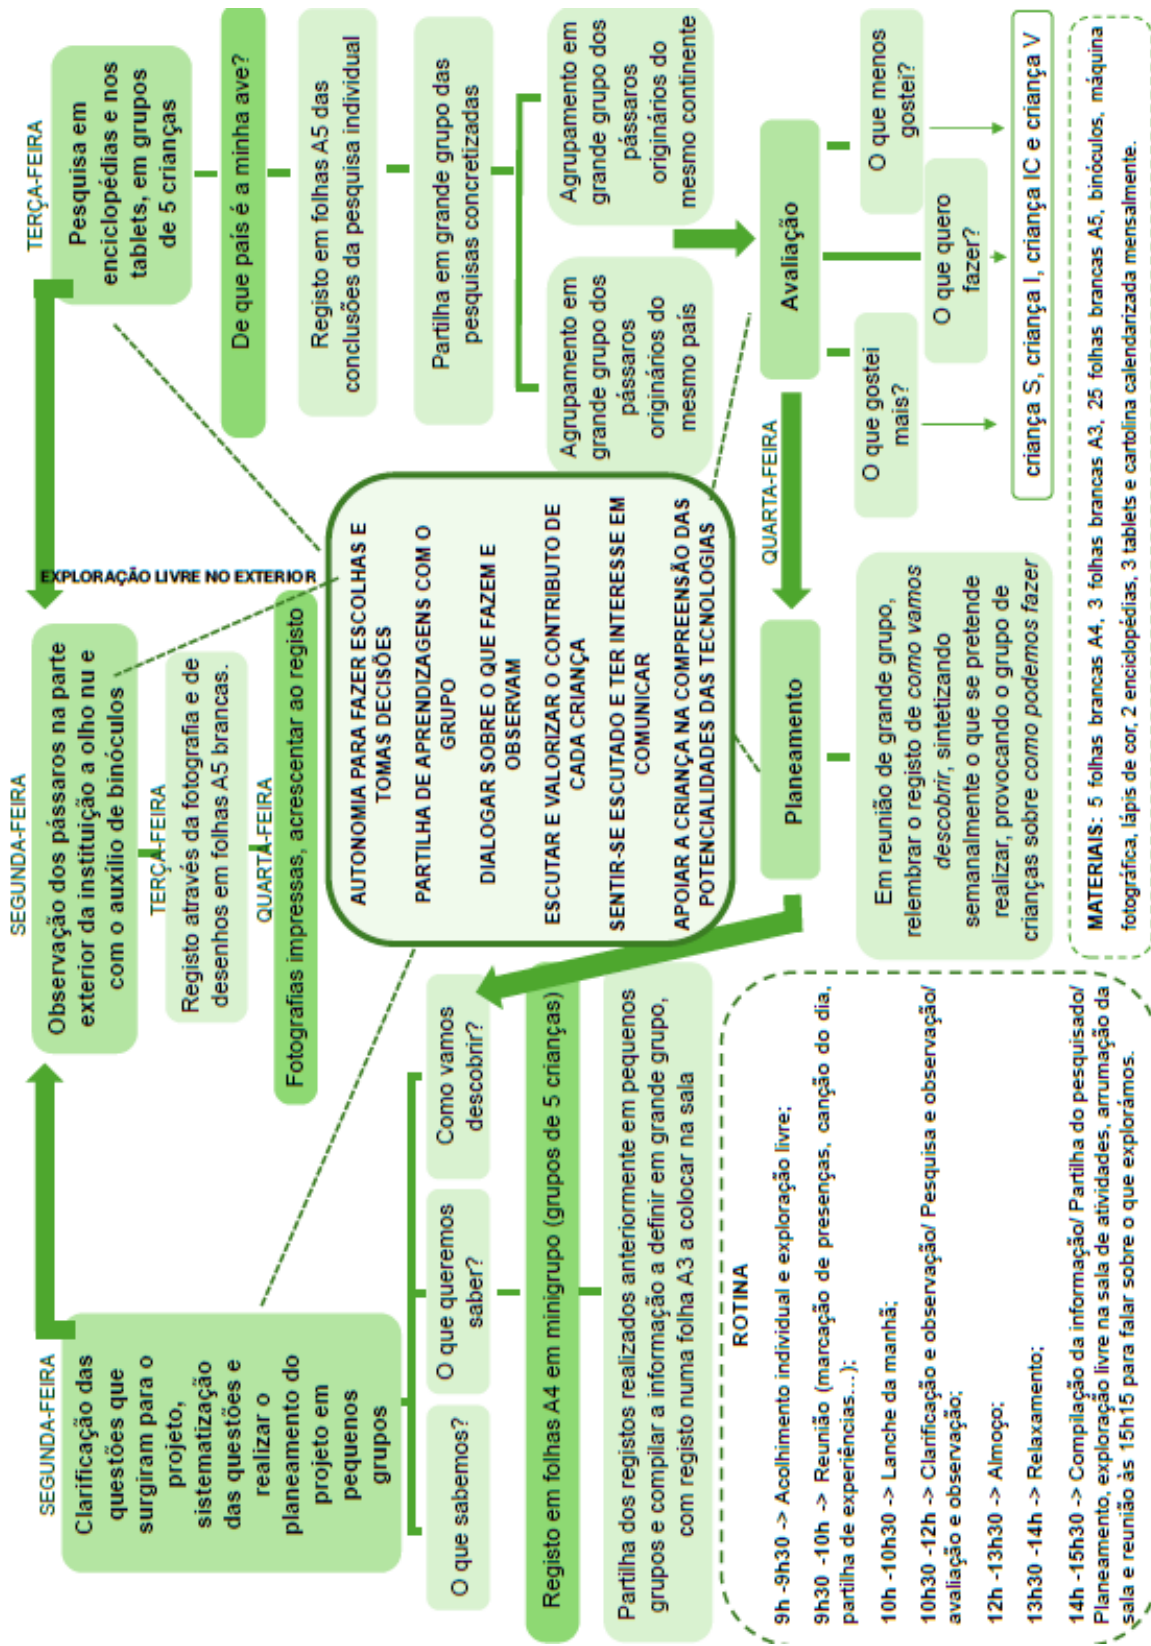 SEGUNDA-FEIRA
Clarificação das
questões que
surgiram para o
projeto,
sistematização
das questões e
realizar o
planeamento do
projeto em
pequenos
grupos
O que sabemos?
O que queremos
saber?
Como vamos
descobrir?
Registo em folhas A4 em minigrupo (grupos de 5 crianças)
Partilha dos registos realizados anteriormente em pequenos
grupos e compilar a informação a definir em grande grupo,
com registo numa folha A3 a colocar na sala
SEGUNDA-FEIRA
Observação dos pássaros na parte
exterior da instituição a olho nu e
com o auxílio de binóculos
TERÇA-FEIRA
Registo através da fotografia e de
desenhos em folhas A5 brancas.
QUARTA-FEIRA
Fotografias impressas, acrescentar ao registo
EXPLORAÇÃO LIVRE NO EXTERIOR
TERÇA-FEIRA
Pesquisa em
enciclopédias e nos
tablets, em grupos
de 5 crianças
De que país é a minha ave?
Registo em folhas A5 das
conclusões da pesquisa individual
Partilha em grande grupo das
pesquisas concretizadas
Agrupamento em
grande grupo dos
pássaros
originários do
mesmo país
Agrupamento em
grande grupo dos
pássaros
originários do
mesmo continente
AUTONOMIA PARA FAZER ESCOLHAS E
TOMAS DECISÕES
PARTILHA DE APRENDIZAGENS COM O
GRUPO
DIALOGAR SOBRE O QUE FAZEM E
OBSERVAM
ESCUTAR E VALORIZAR O CONTRIBUTO DE
CADA CRIANÇA
SENTIR-SE ESCUTADO E TER INTERESSE EM
COMUNICAR
APOIAR A CRIANÇA NA COMPREENSÃO DAS
POTENCIALIDADES DAS TECNOLOGIAS
Avaliação
O que gostei
mais?
O que quero
fazer?
O que menos
gostei?
criança S, criança I, criança IC e criança V
QUARTA-FEIRA
Planeamento
Em reunião de grande grupo,
relembrar o registo de como vamos
descobrir, sintetizando
semanalmente o que se pretende
realizar, provocando o grupo de
crianças sobre como podemos fazer
ROTINA
9h -9h30 -> Acolhimento individual e exploração livre;
9h30 -10h -> Reunião (marcação de presenças, canção do dia,
partilha de experiências...);
10h -10h30 -> Lanche da manhã;
10h30 -12h -> Clarificação e observação/ Pesquisa e observação/
avaliação e observação;
12h -13h30 -> Almoço;
13h30 -14h -> Relaxamento;
14h -15h30 -> Compilação da informação/ Partilha do pesquisado/
Planeamento, exploração livre na sala de atividades, arrumação da
sala e reunião às 15h15 para falar sobre o que explorámos.
MATERIAIS: 5 folhas brancas A4, 3 folhas brancas A3, 25 folhas brancas A5, binóculos, máquina
fotográfica, lápis de cor, 2 enciclopédias, 3 tablets e cartolina calendarizada mensalmente.